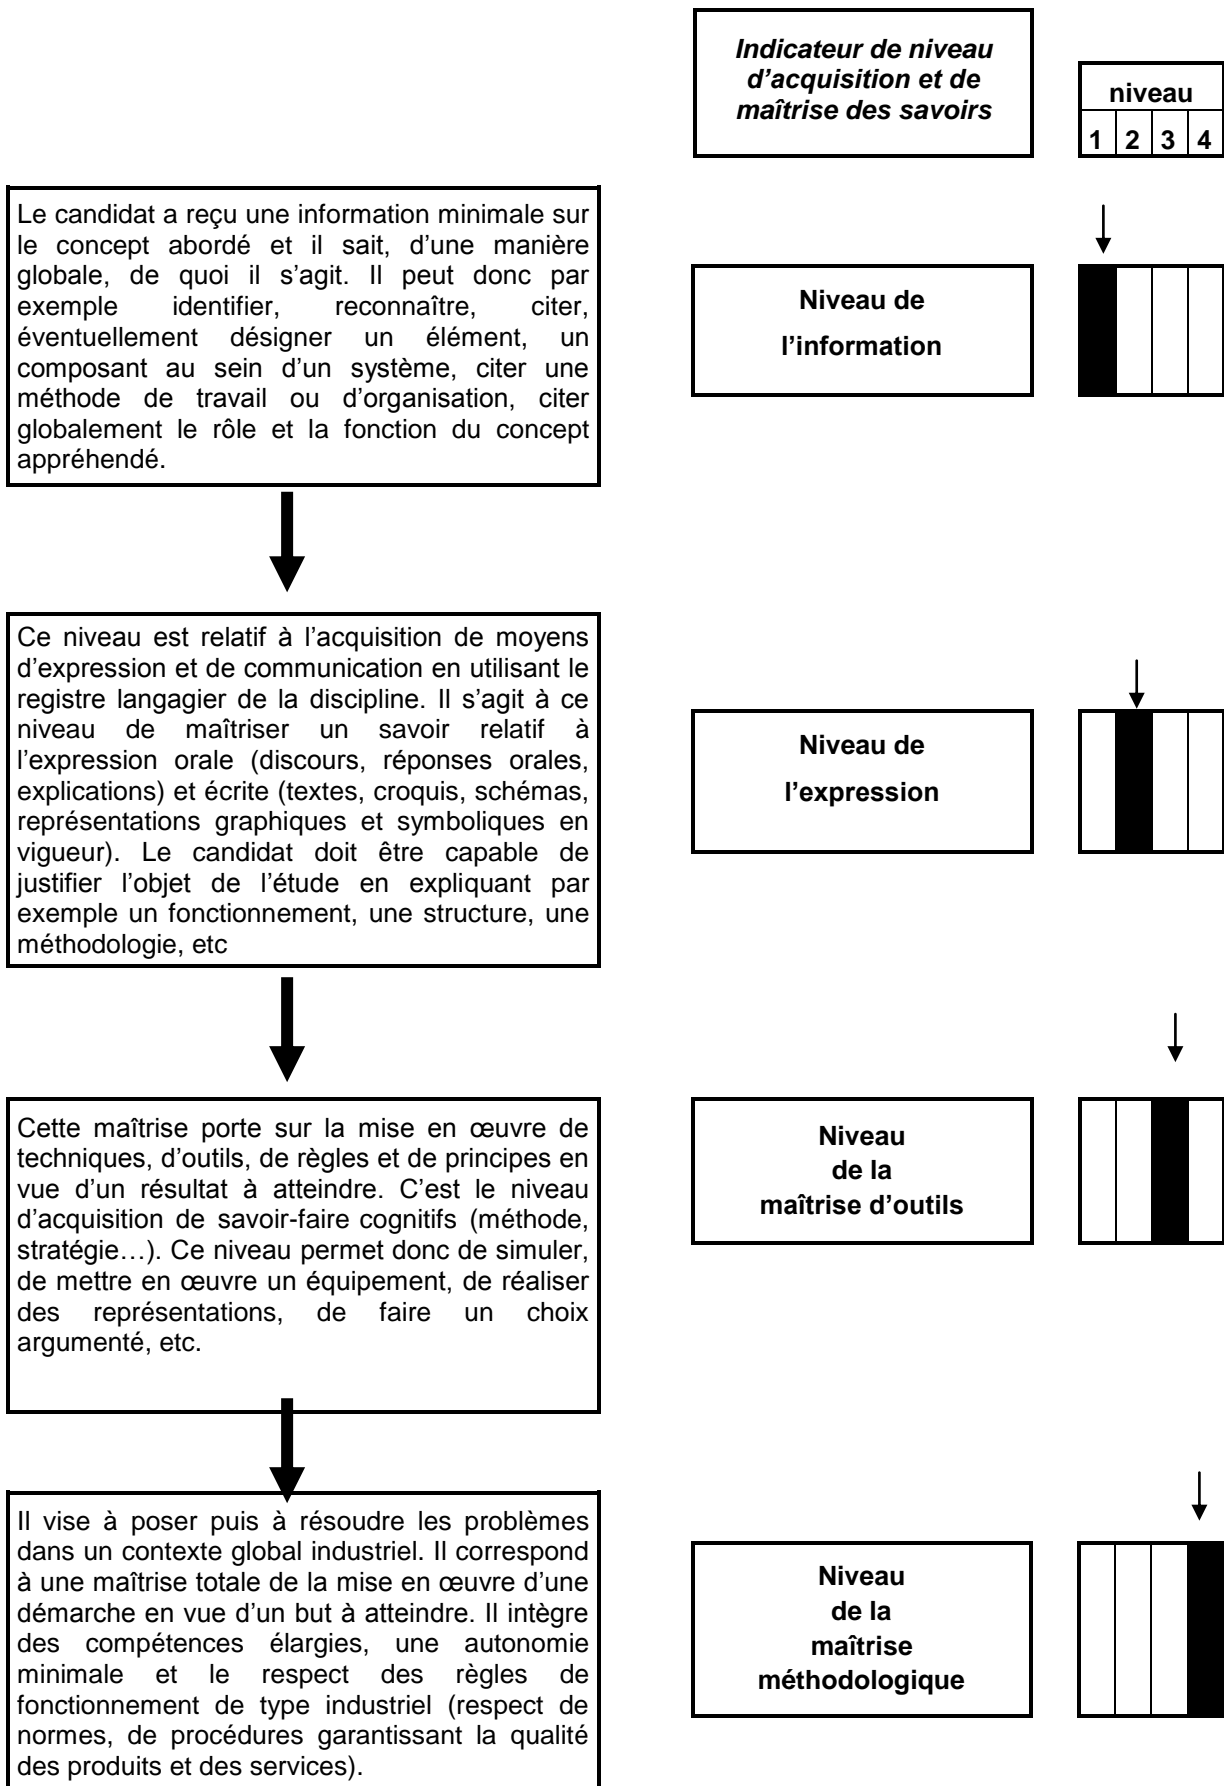 Indicateur de niveau
d’acquisition et de
maîtrise des savoirs
niveau
1 2 3 4
Le candidat a reçu une information minimale sur
le concept abordé et il sait, d’une manière
globale, de quoi il s’agit. Il peut donc par
exemple identifier, reconnaître, citer,
éventuellement désigner un élément, un
composant au sein d’un système, citer une
méthode de travail ou d’organisation, citer
globalement le rôle et la fonction du concept
appréhendé.
Niveau de
l’information
Ce niveau est relatif à l’acquisition de moyens
d’expression et de communication en utilisant le
registre langagier de la discipline. Il s’agit à ce
niveau de maîtriser un savoir relatif à
l’expression orale (discours, réponses orales,
explications) et écrite (textes, croquis, schémas,
représentations graphiques et symboliques en
vigueur). Le candidat doit être capable de
justifier l’objet de l’étude en expliquant par
exemple un fonctionnement, une structure, une
méthodologie, etc
Niveau de
l’expression
Cette maîtrise porte sur la mise en œuvre de
techniques, d’outils, de règles et de principes en
vue d’un résultat à atteindre. C’est le niveau
d’acquisition de savoir-faire cognitifs (méthode,
stratégie…). Ce niveau permet donc de simuler,
de mettre en œuvre un équipement, de réaliser
des représentations, de faire un choix
argumenté, etc.
Niveau
de la
maîtrise d’outils
Il vise à poser puis à résoudre les problèmes
dans un contexte global industriel. Il correspond
à une maîtrise totale de la mise en œuvre d’une
démarche en vue d’un but à atteindre. Il intègre
des compétences élargies, une autonomie
minimale et le respect des règles de
fonctionnement de type industriel (respect de
normes, de procédures garantissant la qualité
des produits et des services).
Niveau
de la
maîtrise
méthodologique